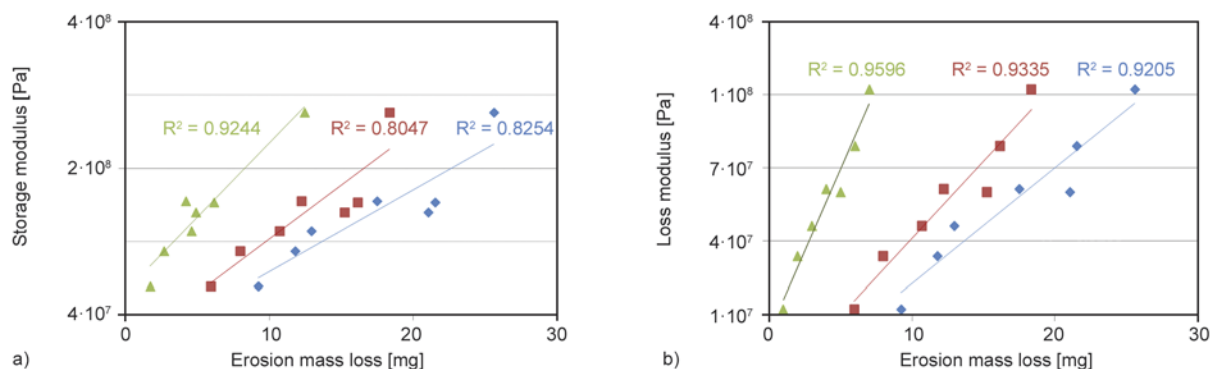 4·10⁸
Storage modulus [Pa]
R² = 0.9244
R² = 0.8047
R² = 0.8254
2·10⁸
4·10⁷
0
10
20
30
a)
Erosion mass loss [mg]
4·10⁸
Loss modulus [Pa]
R² = 0.9596
R² = 0.9335
R² = 0.9205
1·10⁸
7·10⁷
4·10⁷
1·10⁷
0
10
20
30
b)
Erosion mass loss [mg]